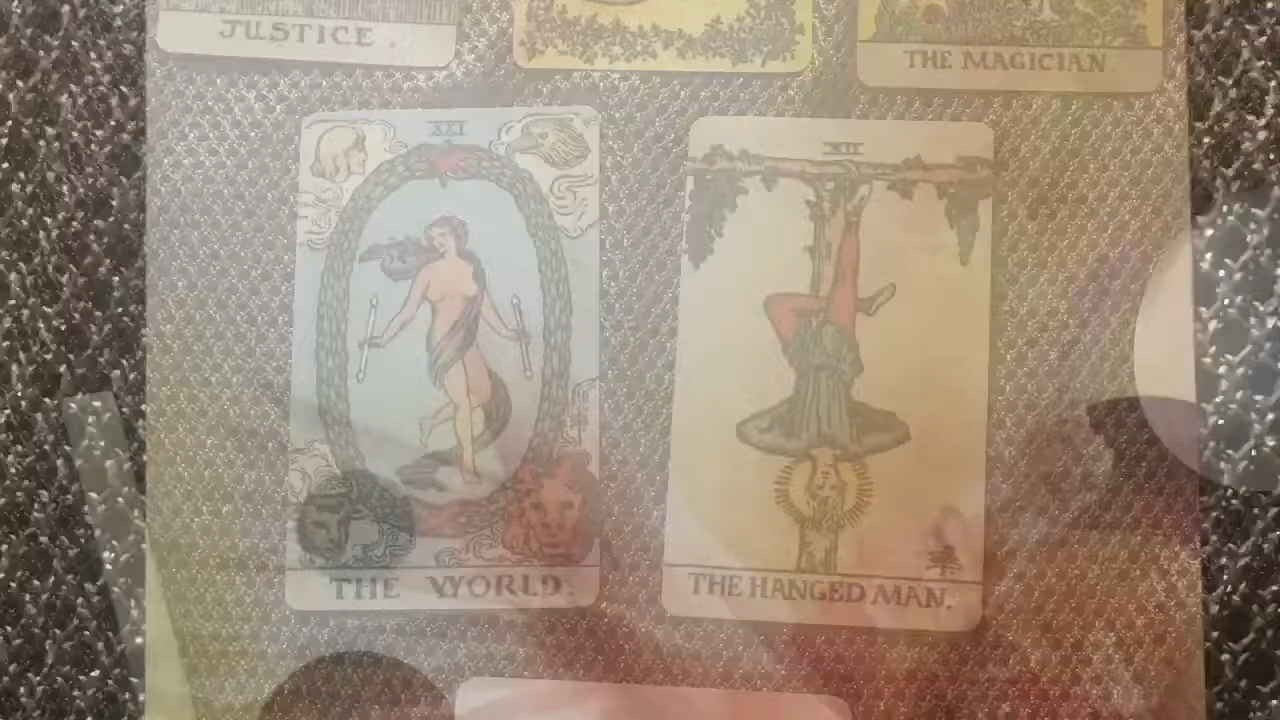 JUSTICE.
THE MAGICIAN
XXI
XII
THE WORLD.
THE HANGED MAN.